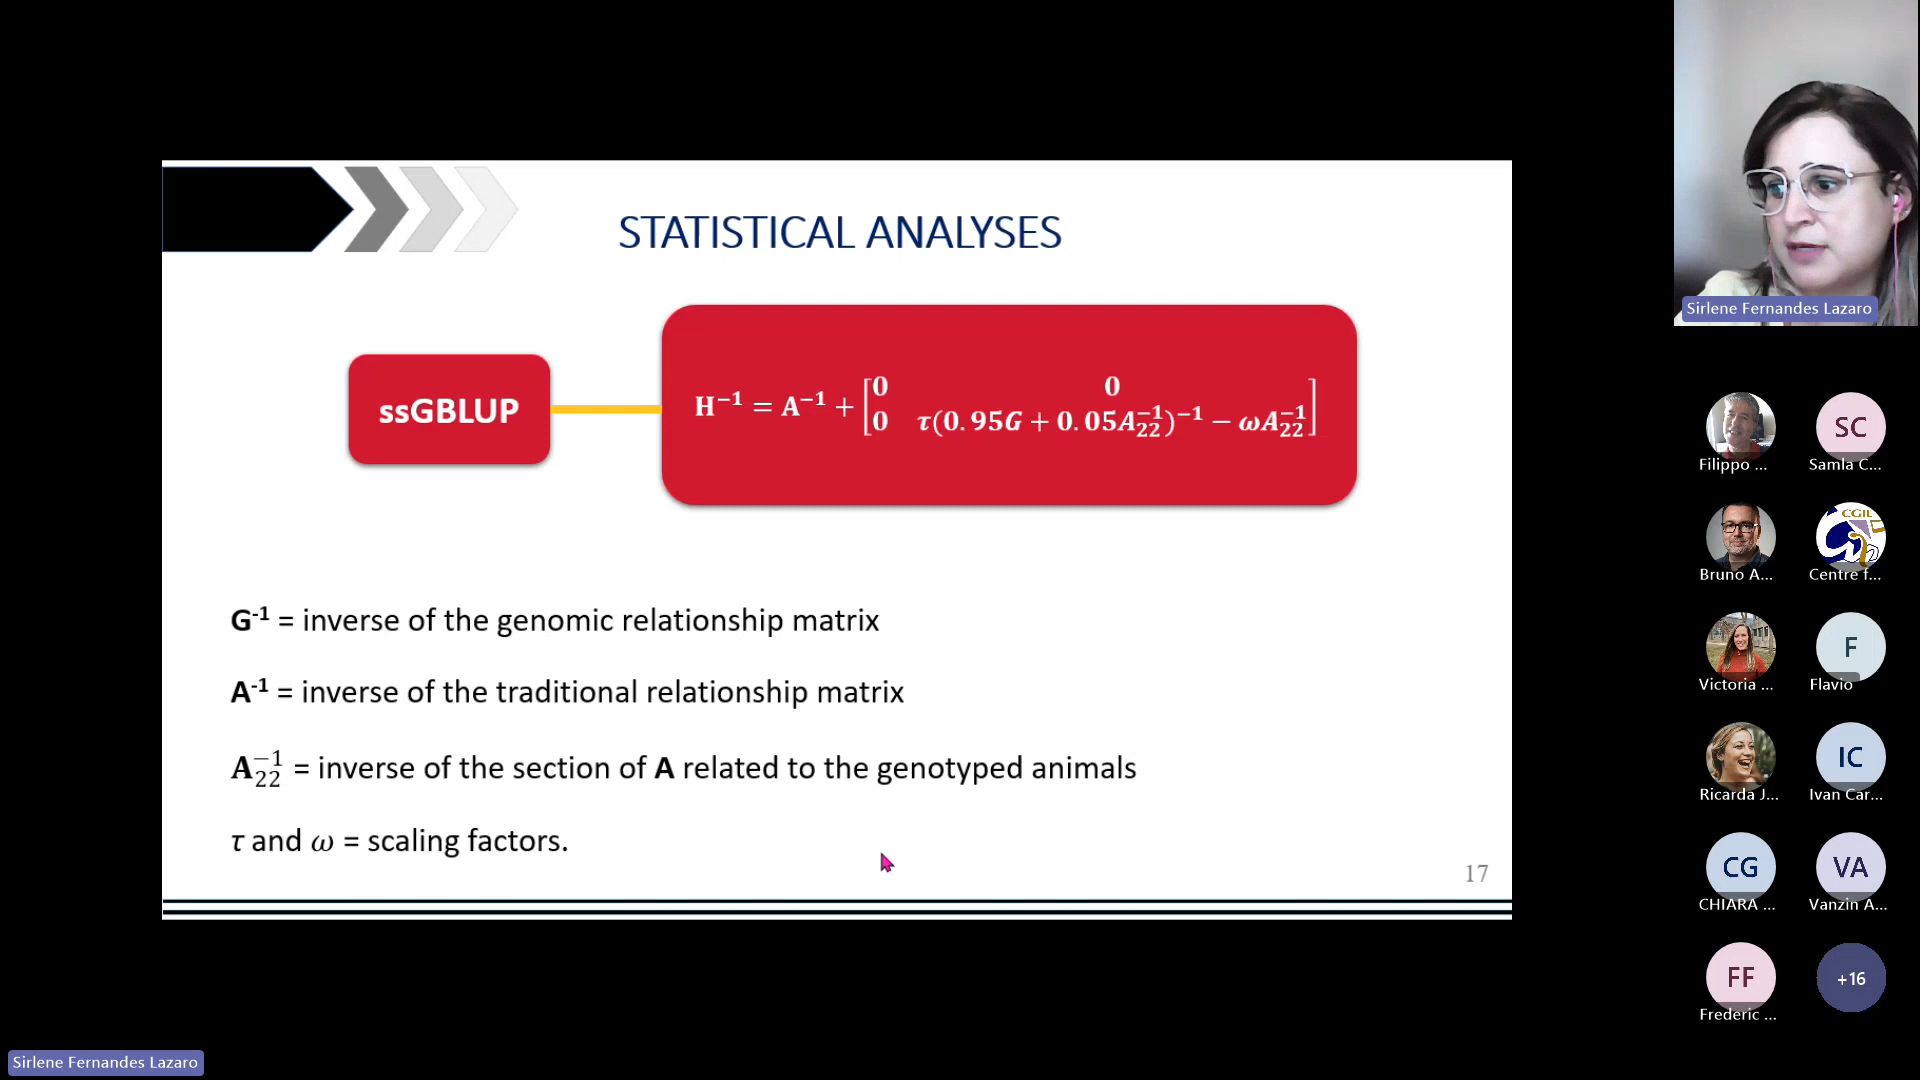 STATISTICAL ANALYSES
ssGBLUP
H⁻¹ = A⁻¹ + [0 0
0 τ(0.95G + 0.05A₂₂⁻¹)⁻¹ − ωA₂₂⁻¹]
G⁻¹ = inverse of the genomic relationship matrix
A⁻¹ = inverse of the traditional relationship matrix
A₂₂⁻¹ = inverse of the section of A related to the genotyped animals
τ and ω = scaling factors.
17
Sirlene Fernandes Lazaro
Filippo ...
SC
Samla C...
Bruno A...
CGIL
Centre f...
Victoria ...
F
Flavio
Ricarda J...
IC
Ivan Car...
CG
CHIARA ...
VA
Vanzin A...
FF
Frederic ...
+16
Sirlene Fernandes Lazaro